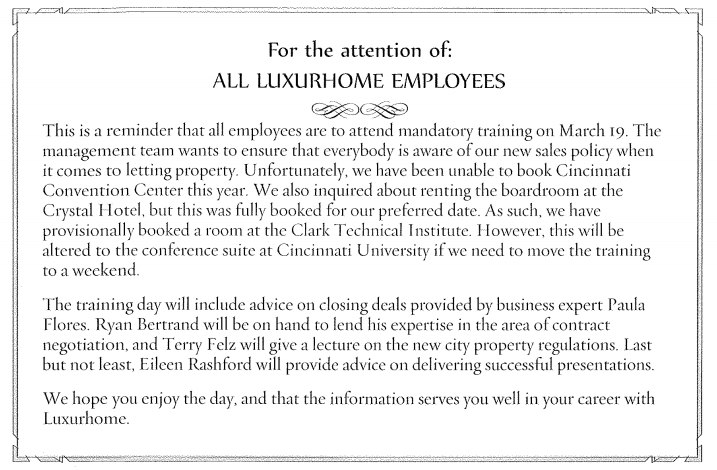 For the attention of:
ALL LUXURHOME EMPLOYEES
This is a reminder that all employees are to attend mandatory training on March 19. The
management team wants to ensure that everybody is aware of our new sales policy when
it comes to letting property. Unfortunately, we have been unable to book Cincinnati
Convention Center this year. We also inquired about renting the boardroom at the
Crystal Hotel, but this was fully booked for our preferred date. As such, we have
provisionally booked a room at the Clark Technical Institute. However, this will be
altered to the conference suite at Cincinnati University if we need to move the training
to a weekend.
The training day will include advice on closing deals provided by business expert Paula
Flores. Ryan Bertrand will be on hand to lend his expertise in the area of contract
negotiation, and Terry Felz will give a lecture on the new city property regulations. Last
but not least, Eileen Rashford will provide advice on delivering successful presentations.
We hope you enjoy the day, and that the information serves you well in your career with
Luxurhome.